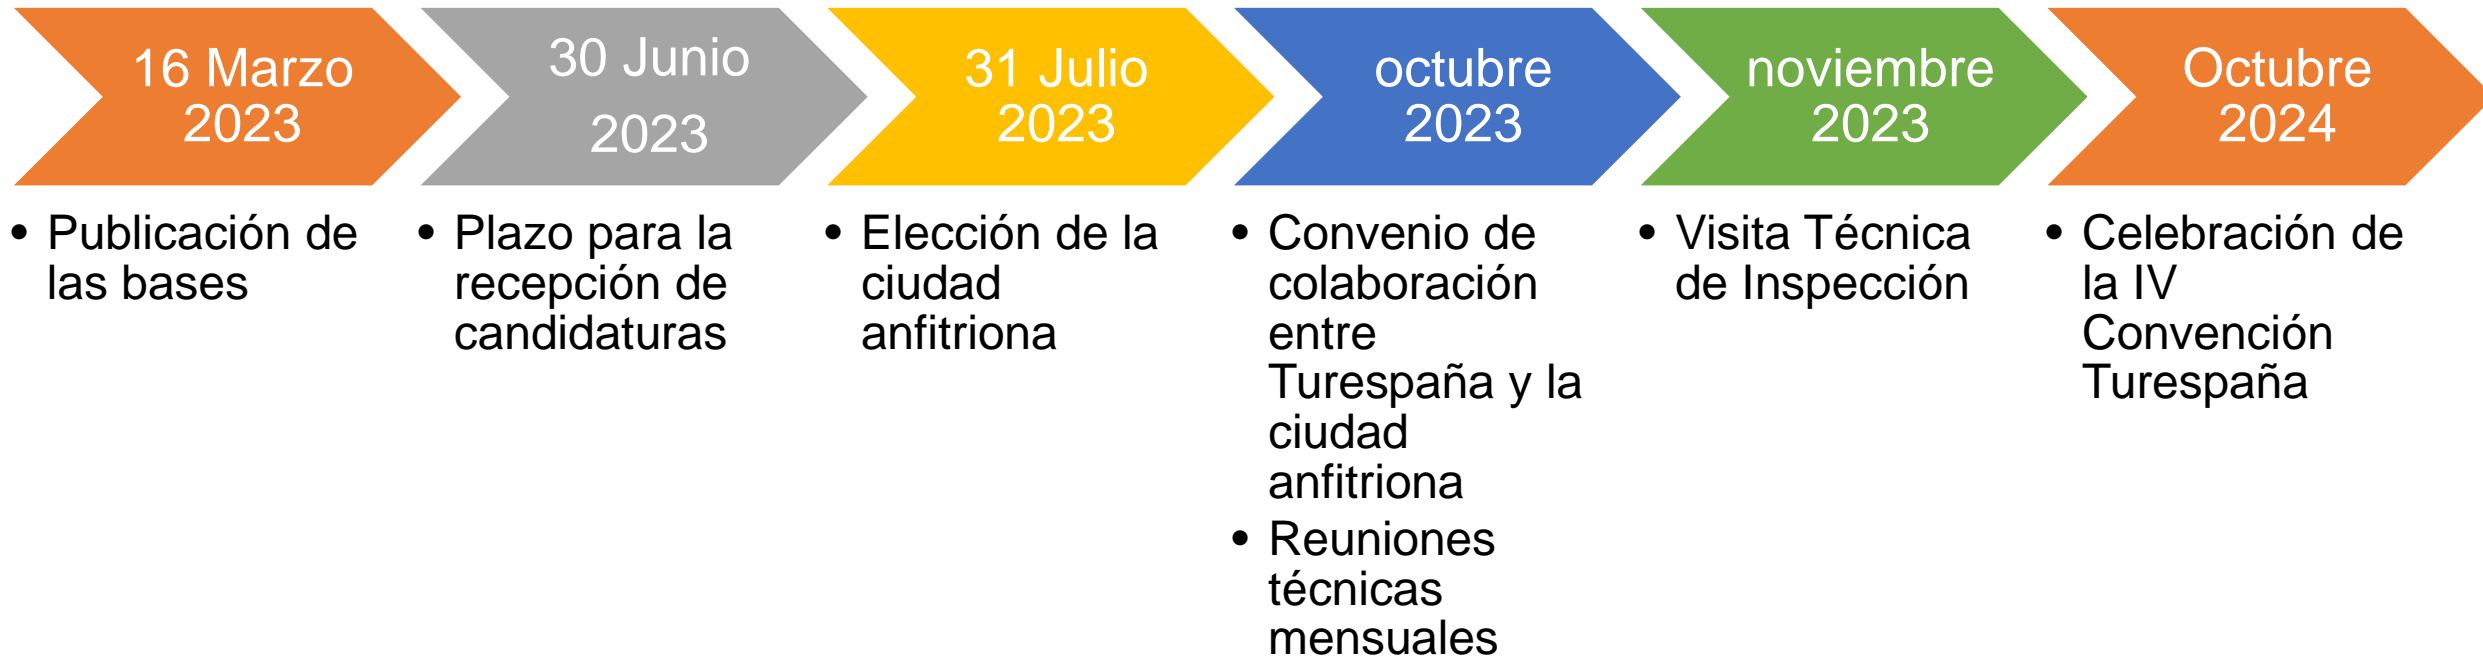 16 Marzo
2023
• Publicación de
las bases
30 Junio
2023
• Plazo para la
recepción de
candidaturas
31 Julio
2023
• Elección de la
ciudad
anfitriona
octubre
2023
• Convenio de
colaboración
entre
Turespaña y la
ciudad
anfitriona
• Reuniones
técnicas
mensuales
noviembre
2023
• Visita Técnica
de Inspección
Octubre
2024
• Celebración de
la IV
Convención
Turespaña